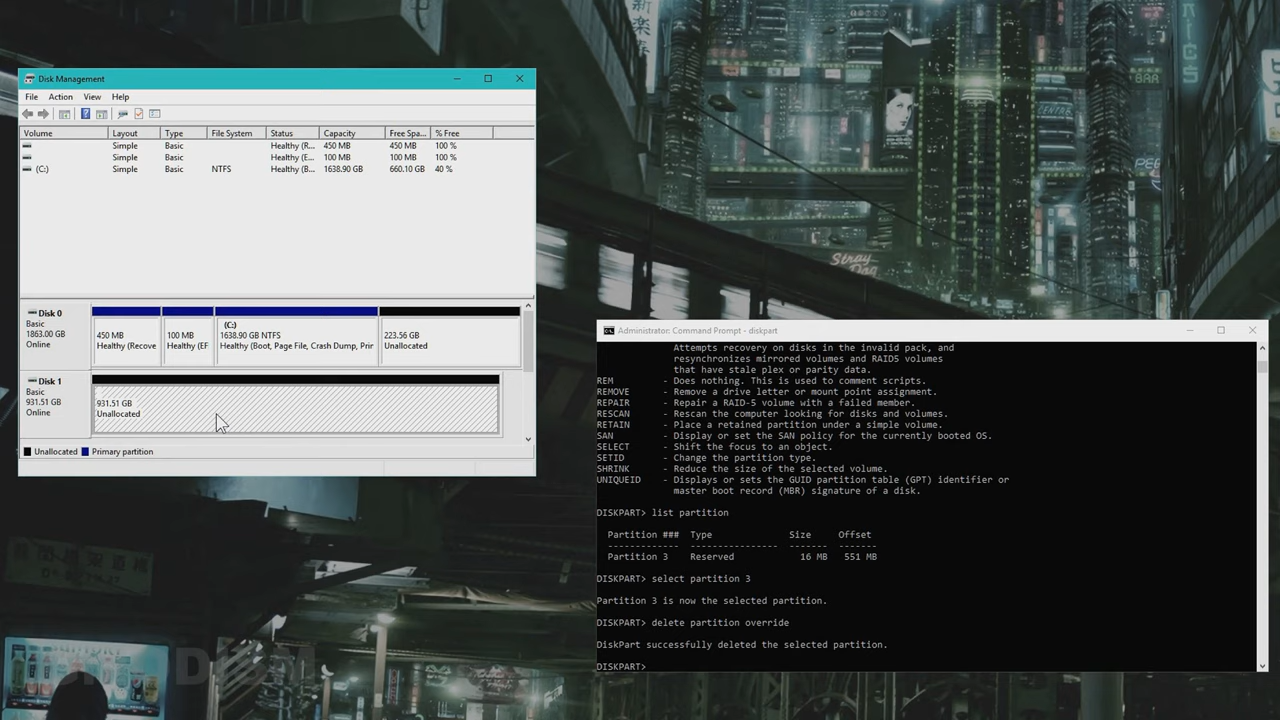 Disk Management
File Action View Help
Volume Layout Type File System Status Capacity Free Spa... % Free
Simple Basic Healthy (R... 450 MB 450 MB 100 %
Simple Basic Healthy (E... 100 MB 100 MB 100 %
(C:) Simple Basic NTFS Healthy (B... 1638.90 GB 660.10 GB 40 %
Disk 0
Basic
1863.00 GB
Online
450 MB
Healthy (Recove
100 MB
Healthy (EF
(C:)
1638.90 GB NTFS
Healthy (Boot, Page File, Crash Dump, Prir
223.56 GB
Unallocated
Disk 1
Basic
931.51 GB
Online
931.51 GB
Unallocated
Unallocated Primary partition
BAR
CENTRE
Stray
Dog
Administrator: Command Prompt - diskpart
Attempts recovery on disks in the invalid pack, and
resynchronizes mirrored volumes and RAID5 volumes
that have stale plex or parity data.
REM - Does nothing. This is used to comment scripts.
REMOVE - Remove a drive letter or mount point assignment.
REPAIR - Repair a RAID-5 volume with a failed member.
RESCAN - Rescan the computer looking for disks and volumes.
RETAIN - Place a retained partition under a simple volume.
SAN - Display or set the SAN policy for the currently booted OS.
SELECT - Shift the focus to an object.
SETID - Change the partition type.
SHRINK - Reduce the size of the selected volume.
UNIQUEID - Displays or sets the GUID partition table (GPT) identifier or
master boot record (MBR) signature of a disk.
DISKPART> list partition
Partition ### Type Size Offset
------------- ---------------- ------- -------
Partition 3 Reserved 16 MB 551 MB
DISKPART> select partition 3
Partition 3 is now the selected partition.
DISKPART> delete partition override
DiskPart successfully deleted the selected partition.
DISKPART>